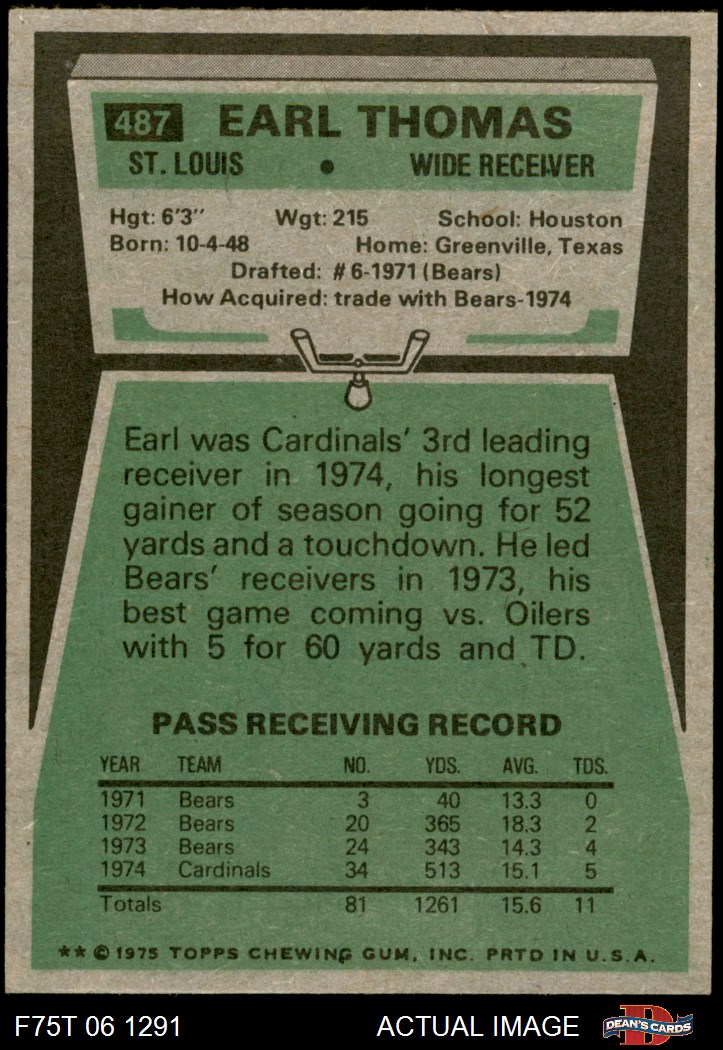 487 EARL THOMAS
ST. LOUIS • WIDE RECEIVER
Hgt: 6'3" Wgt: 215 School: Houston
Born: 10-4-48 Home: Greenville, Texas
Drafted: #6-1971 (Bears)
How Acquired: trade with Bears-1974
Earl was Cardinals' 3rd leading
receiver in 1974, his longest
gainer of season going for 52
yards and a touchdown. He led
Bears' receivers in 1973, his
best game coming vs. Oilers
with 5 for 60 yards and TD.
PASS RECEIVING RECORD
YEAR TEAM NO. YDS. AVG. TDS.
1971 Bears 3 40 13.3 0
1972 Bears 20 365 18.3 2
1973 Bears 24 343 14.3 4
1974 Cardinals 34 513 15.1 5
Totals 81 1261 15.6 11
** © 1975 TOPPS CHEWING GUM, INC. PRTD IN U.S.A.
F75T 06 1291 ACTUAL IMAGE D DEAN'S CARDS